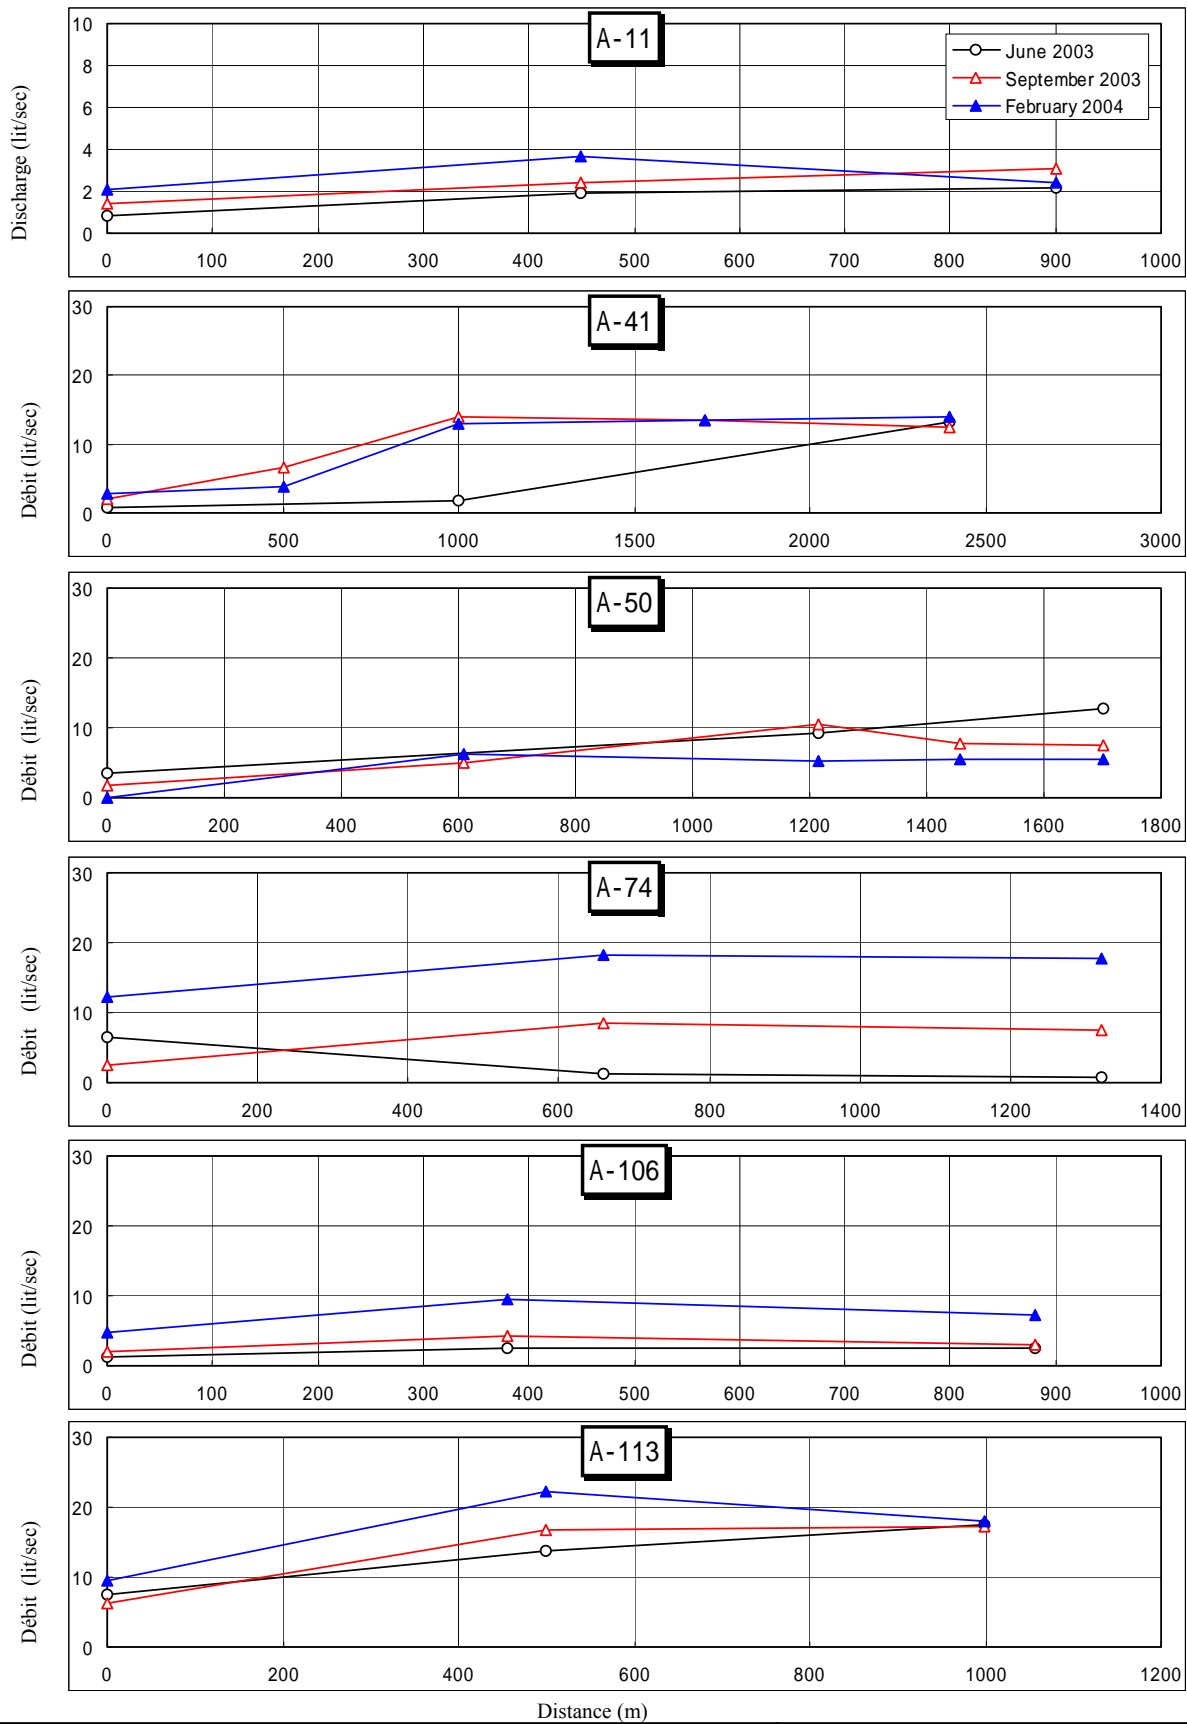 A-11
June 2003
September 2003
February 2004
Discharge (lit/sec)
10
8
6
4
2
0
0 100 200 300 400 500 600 700 800 900 1000
A-41
Débit (lit/sec)
30
20
10
0
0 500 1000 1500 2000 2500 3000
A-50
Débit (lit/sec)
30
20
10
0
0 200 400 600 800 1000 1200 1400 1600 1800
A-74
Débit (lit/sec)
30
20
10
0
0 200 400 600 800 1000 1200 1400
A-106
Débit (lit/sec)
30
20
10
0
0 100 200 300 400 500 600 700 800 900 1000
A-113
Débit (lit/sec)
30
20
10
0
0 200 400 600 800 1000 1200
Distance (m)